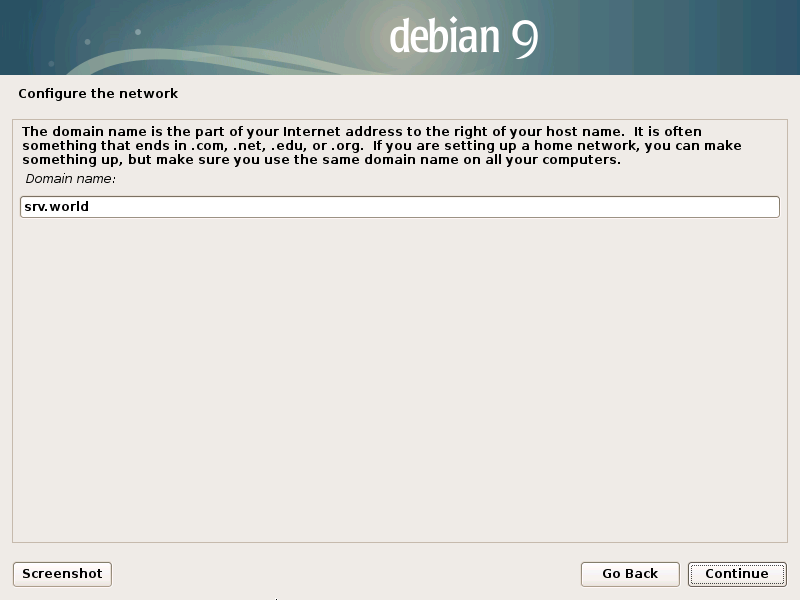 debian 9
Configure the network
The domain name is the part of your Internet address to the right of your host name.  It is often
something that ends in .com, .net, .edu, or .org.  If you are setting up a home network, you can make
something up, but make sure you use the same domain name on all your computers.
Domain name:
srv.world
Screenshot
Go Back
Continue